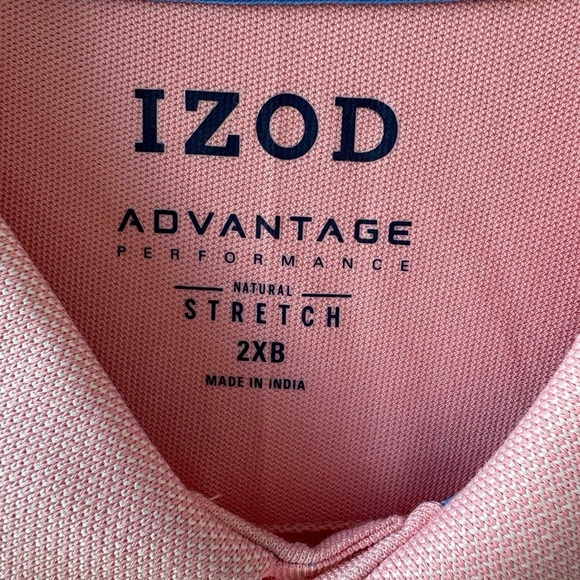 IZOD
ADVANTAGE
PERFORMANCE
NATURAL
STRETCH
2XB
MADE IN INDIA